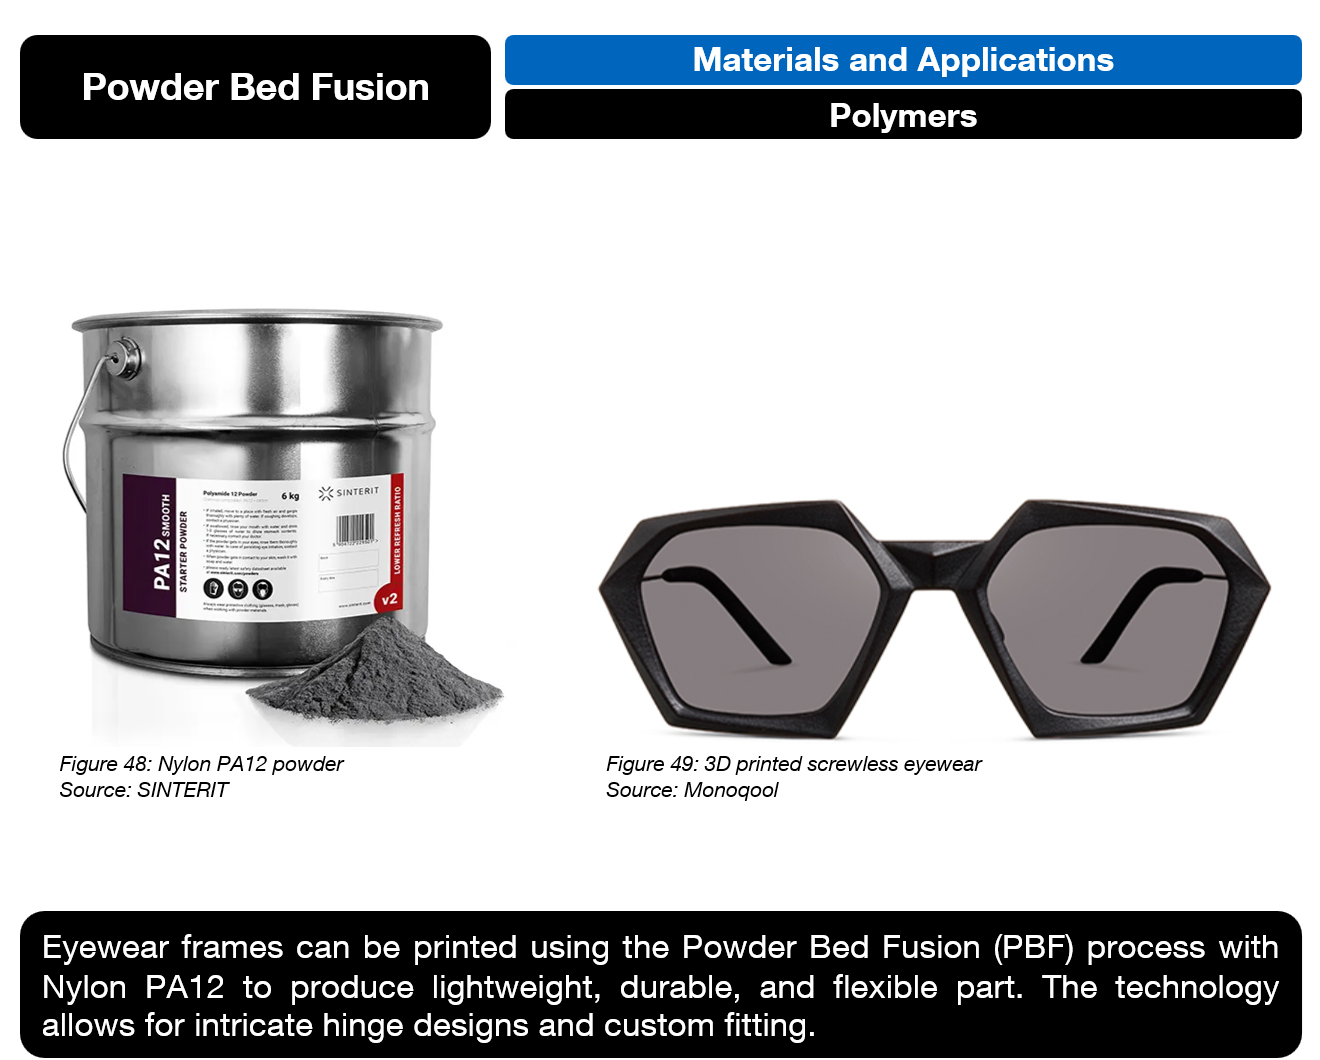 Powder Bed Fusion
Materials and Applications
Polymers
PA12 SMOOTH
STARTER POWDER
Polyamide 12 Powder
6 kg
SINTERIT
LOWER REFRESH RATIO
v2
www.sinterit.com
Figure 48: Nylon PA12 powder
Source: SINTERIT
Figure 49: 3D printed screwless eyewear
Source: Monoqool
Eyewear frames can be printed using the Powder Bed Fusion (PBF) process with
Nylon PA12 to produce lightweight, durable, and flexible part. The technology
allows for intricate hinge designs and custom fitting.